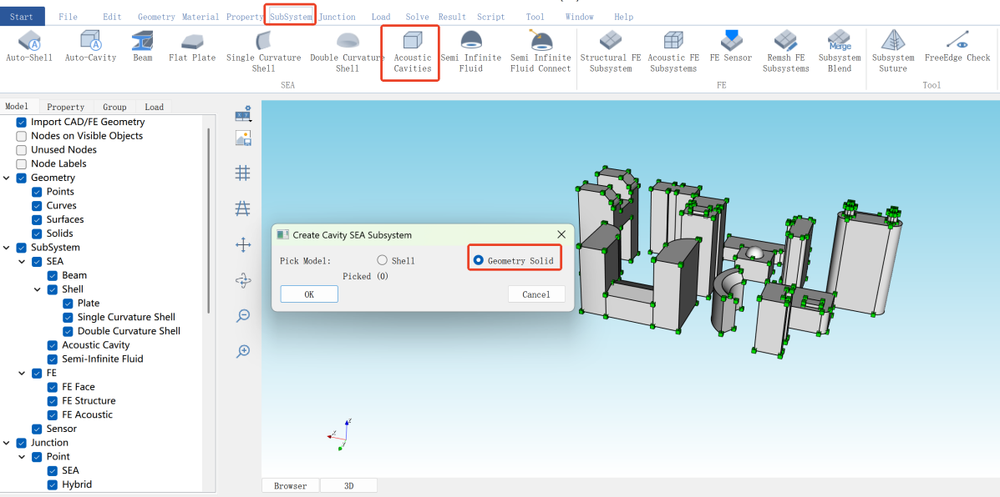 Start File Edit Geometry Material Property SubSystem Junction Load Solve Result Script Tool Window Help
Auto-Shell Auto-Cavity Beam Flat Plate Single Curvature Shell Double Curvature Shell Acoustic Cavities Semi Infinite Fluid Semi Infinite Fluid Connect Structural FE Subsystem Acoustic FE Subsystems FE Sensor Remsh FE Subsystems Merge Subsystem Blend Subsystem Suture FreeEdge Check
SEA FE Tool
Model Property Group Load
Import CAD/FE Geometry
Nodes on Visible Objects
Unused Nodes
Node Labels
Geometry
Points
Curves
Surfaces
Solids
SubSystem
SEA
Beam
Shell
Plate
Single Curvature Shell
Double Curvature Shell
Acoustic Cavity
Semi-Infinite Fluid
FE
FE Face
FE Structure
FE Acoustic
Sensor
Junction
Point
SEA
Hybrid
Create Cavity SEA Subsystem
Pick Model: Shell Geometry Solid
Picked (0)
OK Cancel
Z
X
Y
Browser 3D